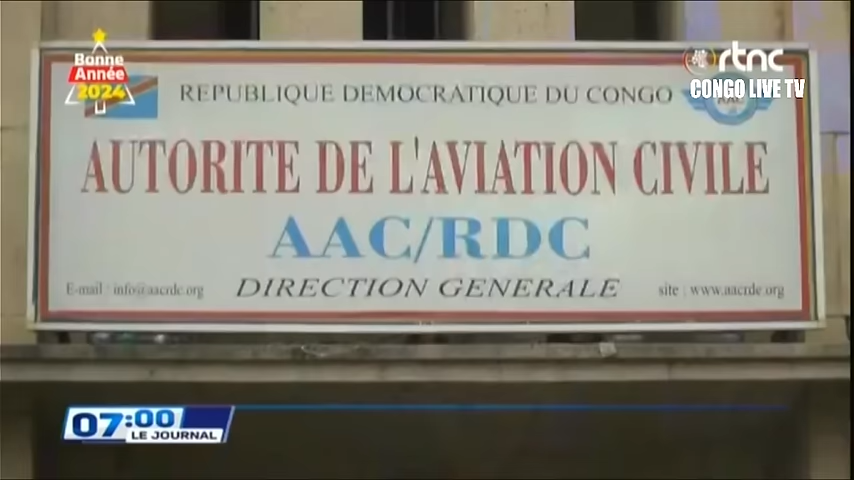 Bonne
Année
2024
rtnc
CONGO LIVE TV
REPUBLIQUE DEMOCRATIQUE DU CONGO
AAC
AUTORITE DE L'AVIATION CIVILE
AAC/RDC
DIRECTION GENERALE
E-mail : info@aacrdc.org
site : www.aacrdc.org
07:00
LE JOURNAL